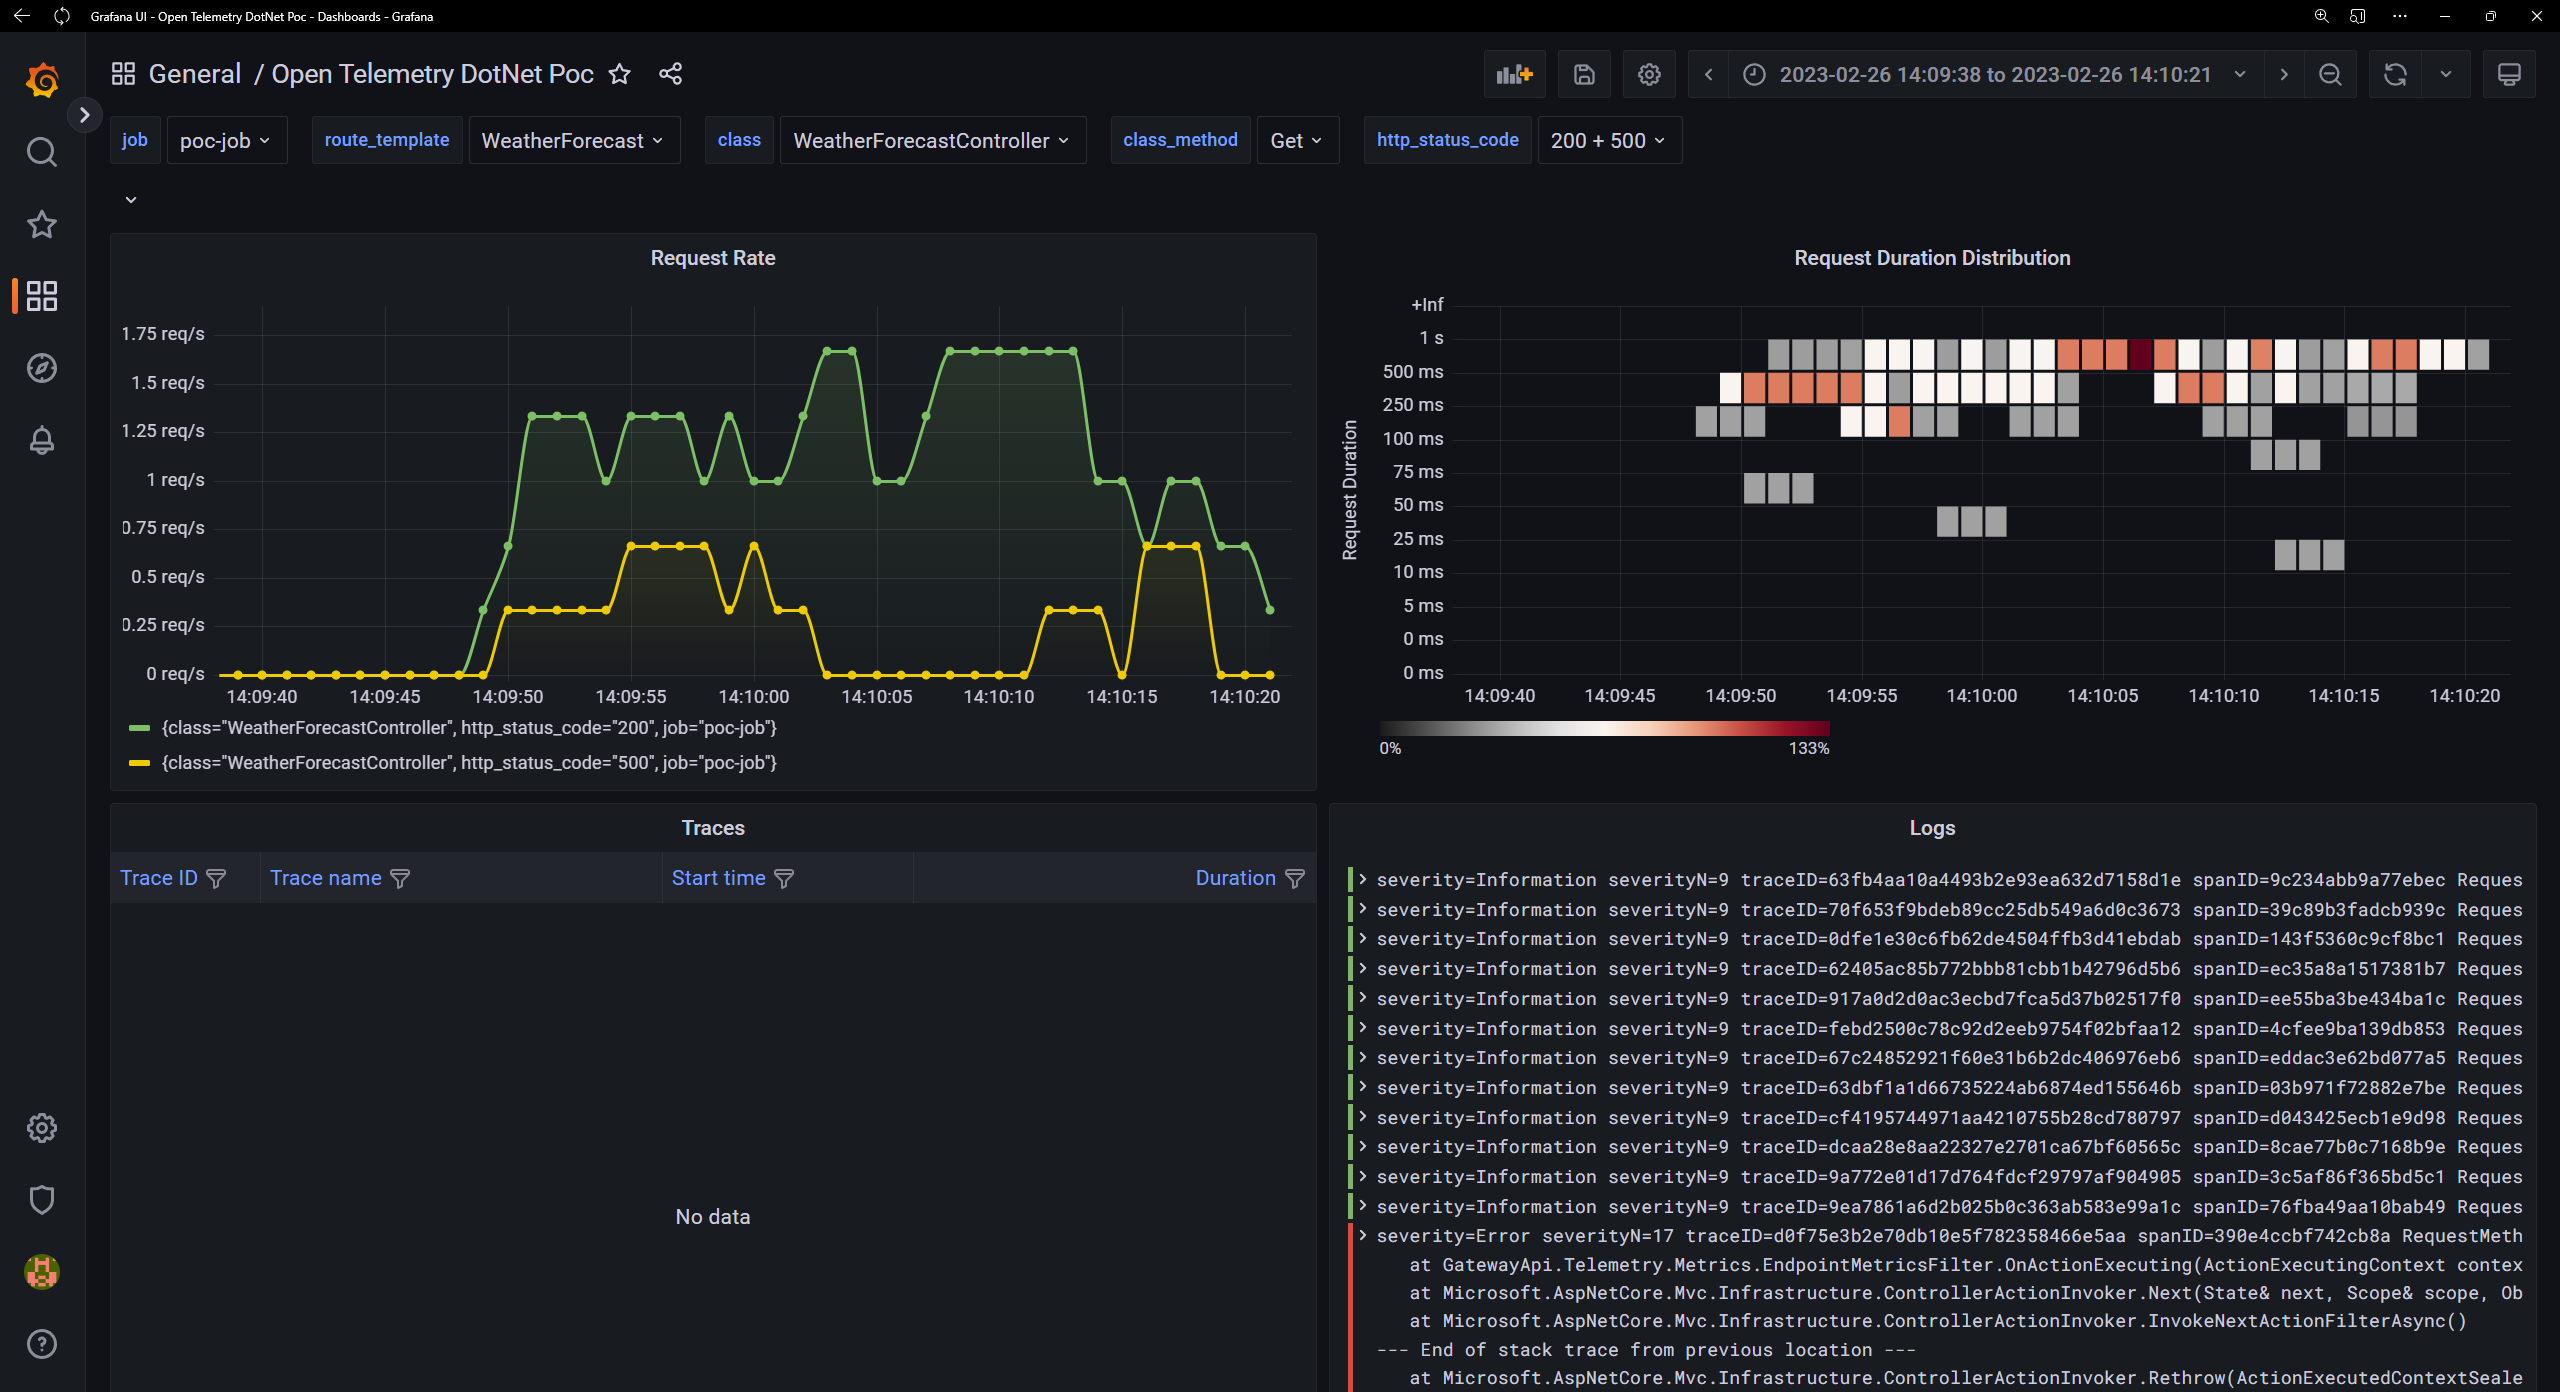 Grafana UI - Open Telemetry DotNet Poc - Dashboards - Grafana
General / Open Telemetry DotNet Poc
2023-02-26 14:09:38 to 2023-02-26 14:10:21
job poc-job route_template WeatherForecast class WeatherForecastController class_method Get http_status_code 200 + 500
Request Rate
1.75 req/s
1.5 req/s
1.25 req/s
1 req/s
0.75 req/s
0.5 req/s
0.25 req/s
0 req/s
14:09:40 14:09:45 14:09:50 14:09:55 14:10:00 14:10:05 14:10:10 14:10:15 14:10:20
{class="WeatherForecastController", http_status_code="200", job="poc-job"}
{class="WeatherForecastController", http_status_code="500", job="poc-job"}
Request Duration Distribution
Request Duration
+Inf
1 s
500 ms
250 ms
100 ms
75 ms
50 ms
25 ms
10 ms
5 ms
0 ms
0 ms
14:09:40 14:09:45 14:09:50 14:09:55 14:10:00 14:10:05 14:10:10 14:10:15 14:10:20
0% 133%
Traces
Trace ID Trace name Start time Duration
No data
Logs
severity=Information severityN=9 traceID=63fb4aa10a4493b2e93ea632d7158d1e spanID=9c234abb9a77ebec Reques
severity=Information severityN=9 traceID=70f653f9bdeb89cc25db549a6d0c3673 spanID=39c89b3fadcb939c Reques
severity=Information severityN=9 traceID=0dfe1e30c6fb62de4504ffb3d41ebdab spanID=143f5360c9cf8bc1 Reques
severity=Information severityN=9 traceID=62405ac85b772bbb81cbb1b42796d5b6 spanID=ec35a8a1517381b7 Reques
severity=Information severityN=9 traceID=917a0d2d0ac3ecbd7fca5d37b02517f0 spanID=ee55ba3be434ba1c Reques
severity=Information severityN=9 traceID=febd2500c78c92d2eeb9754f02bfaa12 spanID=4cfee9ba139db853 Reques
severity=Information severityN=9 traceID=67c24852921f60e31b6b2dc406976eb6 spanID=eddac3e62bd077a5 Reques
severity=Information severityN=9 traceID=63dbf1a1d66735224ab6874ed155646b spanID=03b971f72882e7be Reques
severity=Information severityN=9 traceID=cf4195744971aa4210755b28cd780797 spanID=d043425ecb1e9d98 Reques
severity=Information severityN=9 traceID=dcaa28e8aa22327e2701ca67bf60565c spanID=8cae77b0c7168b9e Reques
severity=Information severityN=9 traceID=9a772e01d17d764fdcf29797af904905 spanID=3c5af86f365bd5c1 Reques
severity=Information severityN=9 traceID=9ea7861a6d2b025b0c363ab583e99a1c spanID=76fba49aa10bab49 Reques
severity=Error severityN=17 traceID=d0f75e3b2e70db10e5f782358466e5aa spanID=390e4ccbf742cb8a RequestMeth
at GatewayApi.Telemetry.Metrics.EndpointMetricsFilter.OnActionExecuting(ActionExecutingContext contex
at Microsoft.AspNetCore.Mvc.Infrastructure.ControllerActionInvoker.Next(State& next, Scope& scope, Ob
at Microsoft.AspNetCore.Mvc.Infrastructure.ControllerActionInvoker.InvokeNextActionFilterAsync()
--- End of stack trace from previous location ---
at Microsoft.AspNetCore.Mvc.Infrastructure.ControllerActionInvoker.Rethrow(ActionExecutedContextSeale